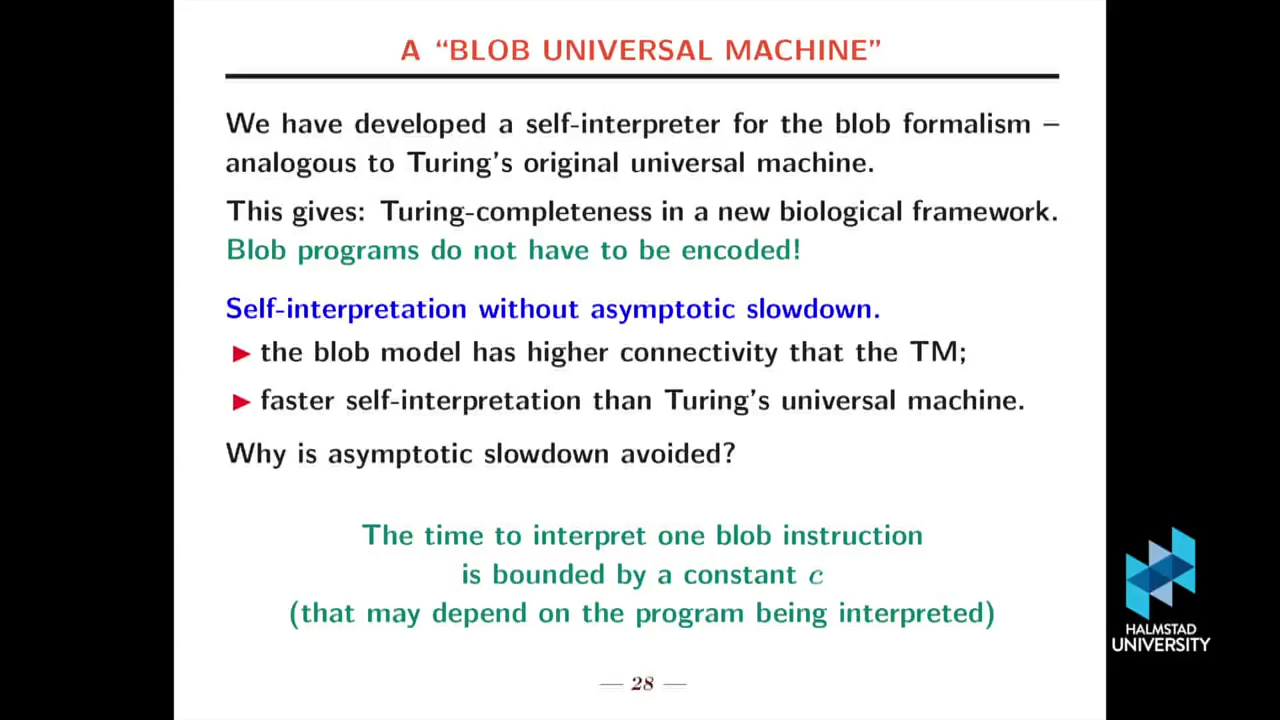 A “BLOB UNIVERSAL MACHINE”
We have developed a self-interpreter for the blob formalism –
analogous to Turing’s original universal machine.
This gives: Turing-completeness in a new biological framework.
Blob programs do not have to be encoded!
Self-interpretation without asymptotic slowdown.
▶ the blob model has higher connectivity that the TM;
▶ faster self-interpretation than Turing’s universal machine.
Why is asymptotic slowdown avoided?
The time to interpret one blob instruction
is bounded by a constant c
(that may depend on the program being interpreted)
— 28 —
HALMSTAD
UNIVERSITY